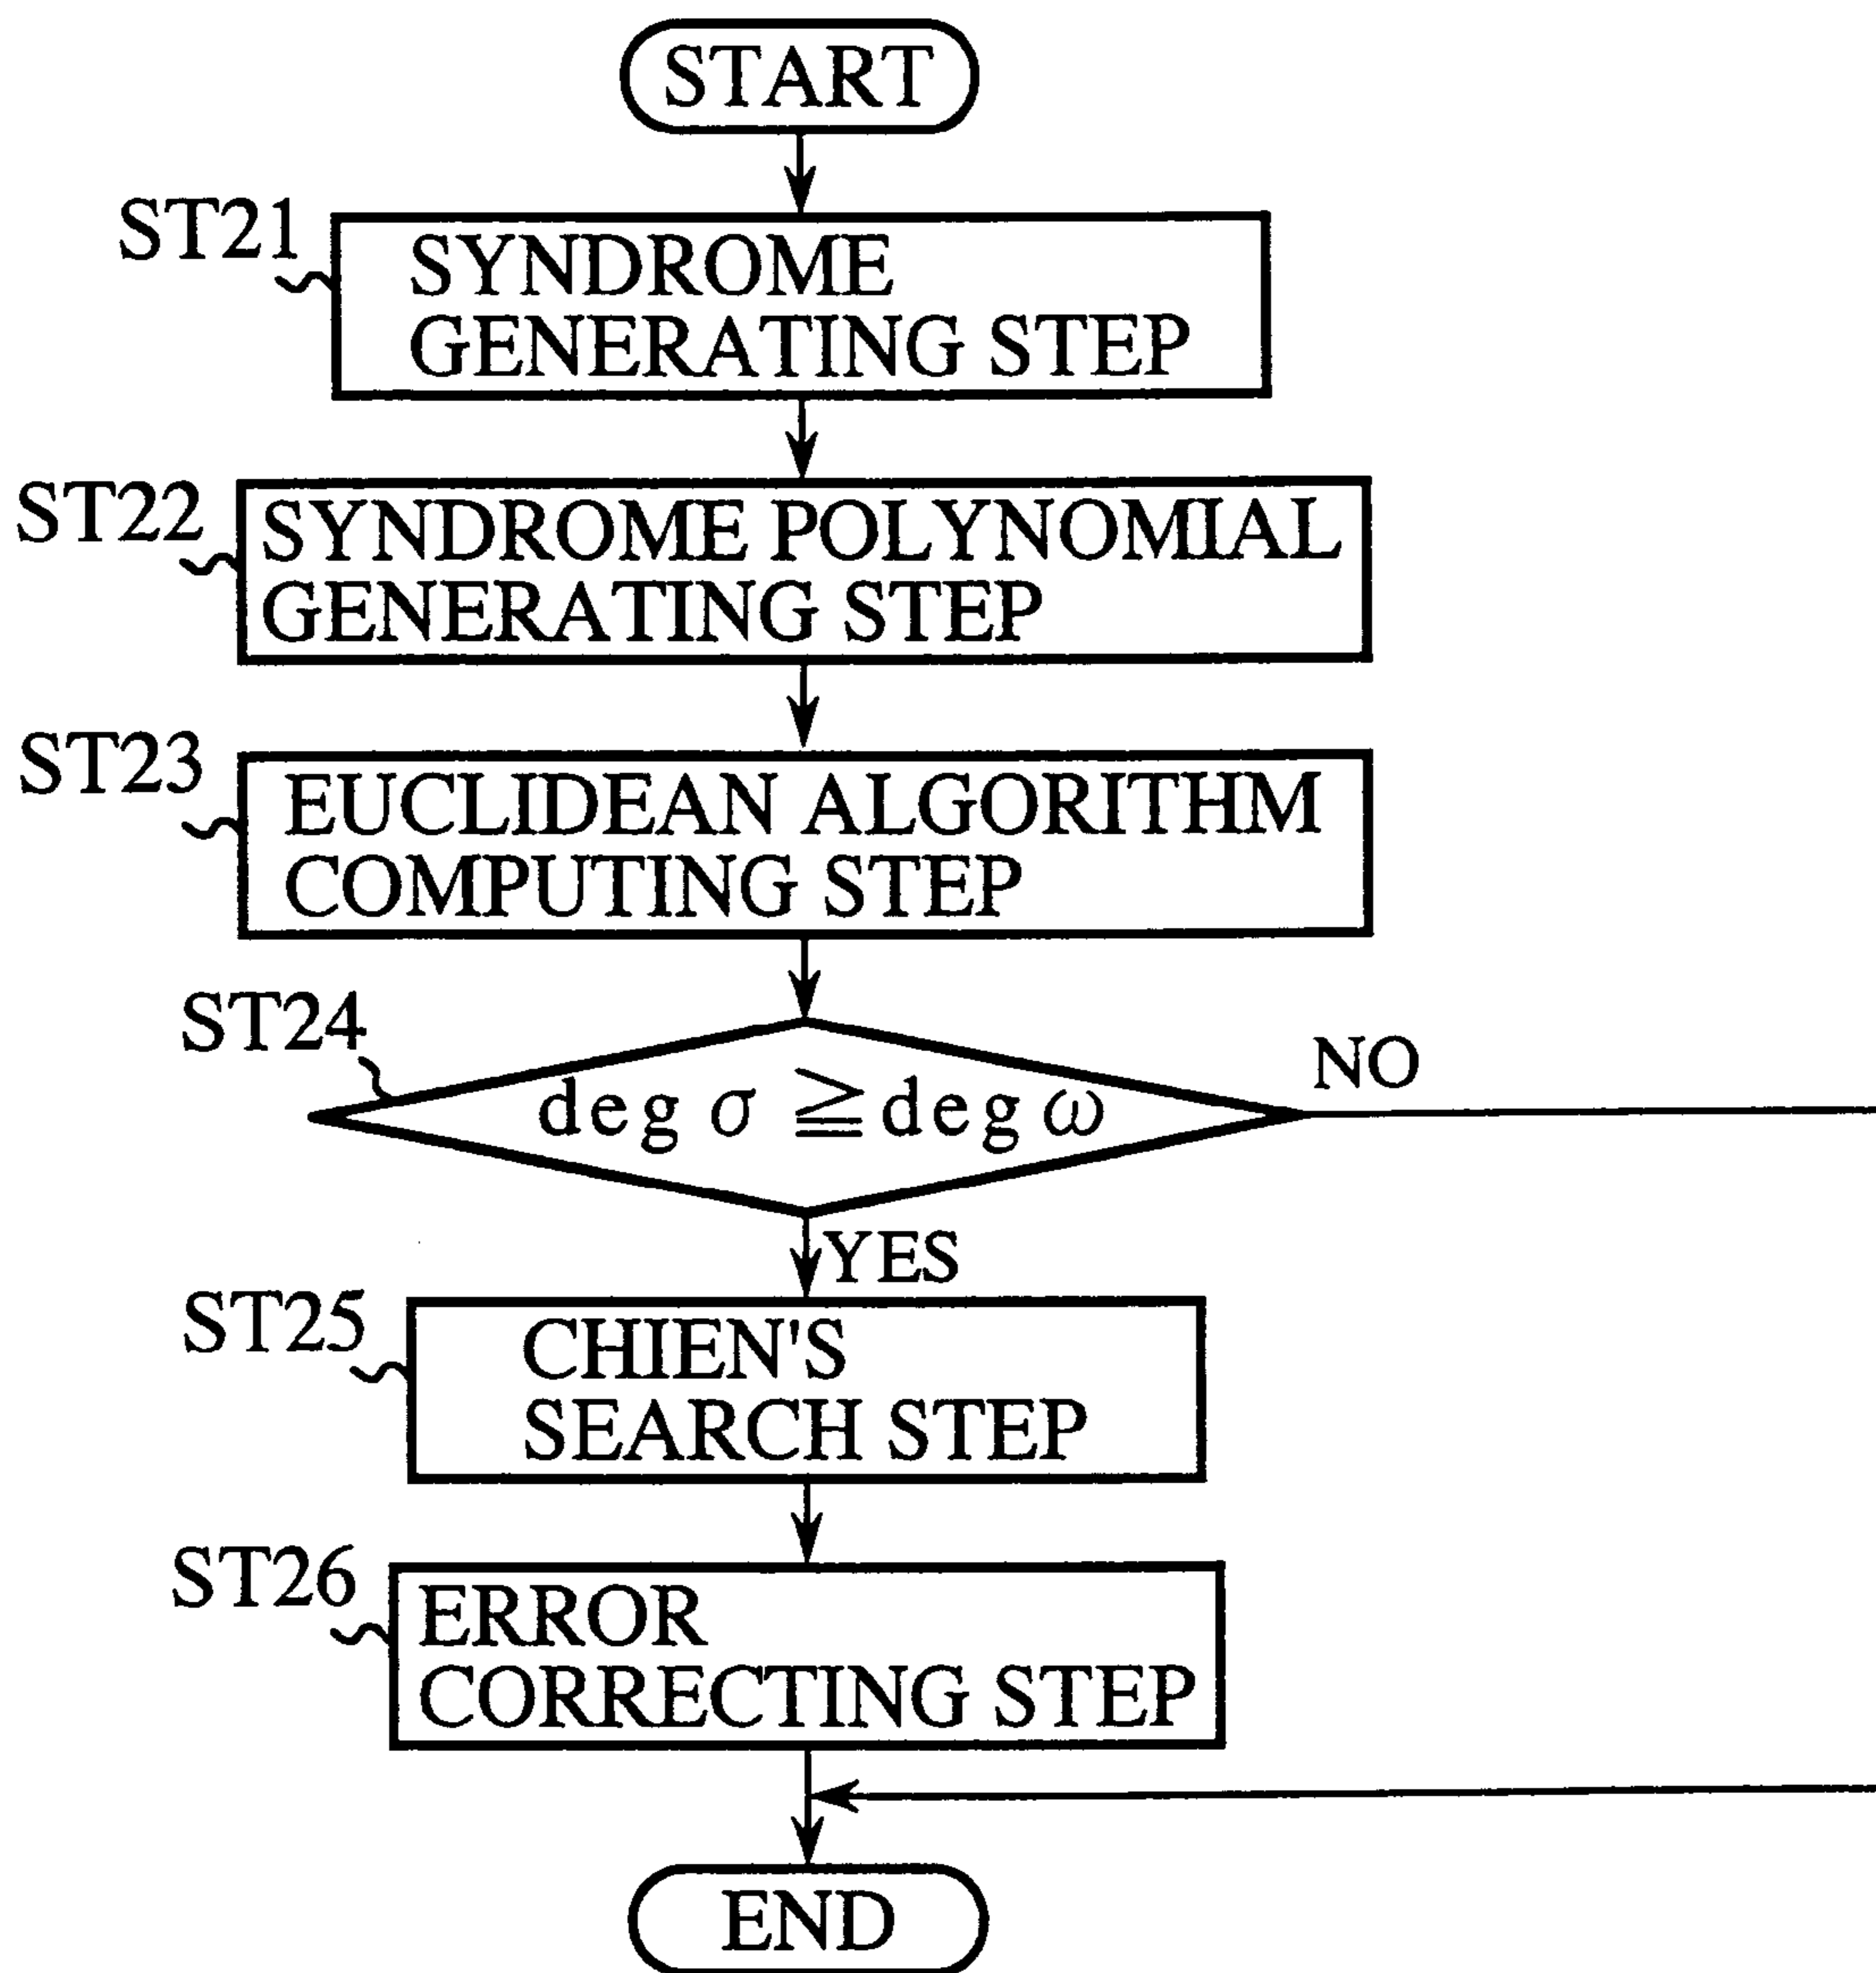 START
ST21
SYNDROME
GENERATING STEP
ST22
SYNDROME POLYNOMIAL
GENERATING STEP
ST23
EUCLIDEAN ALGORITHM
COMPUTING STEP
ST24
deg σ ≧ deg ω
NO
YES
ST25
CHIEN'S
SEARCH STEP
ST26
ERROR
CORRECTING STEP
END